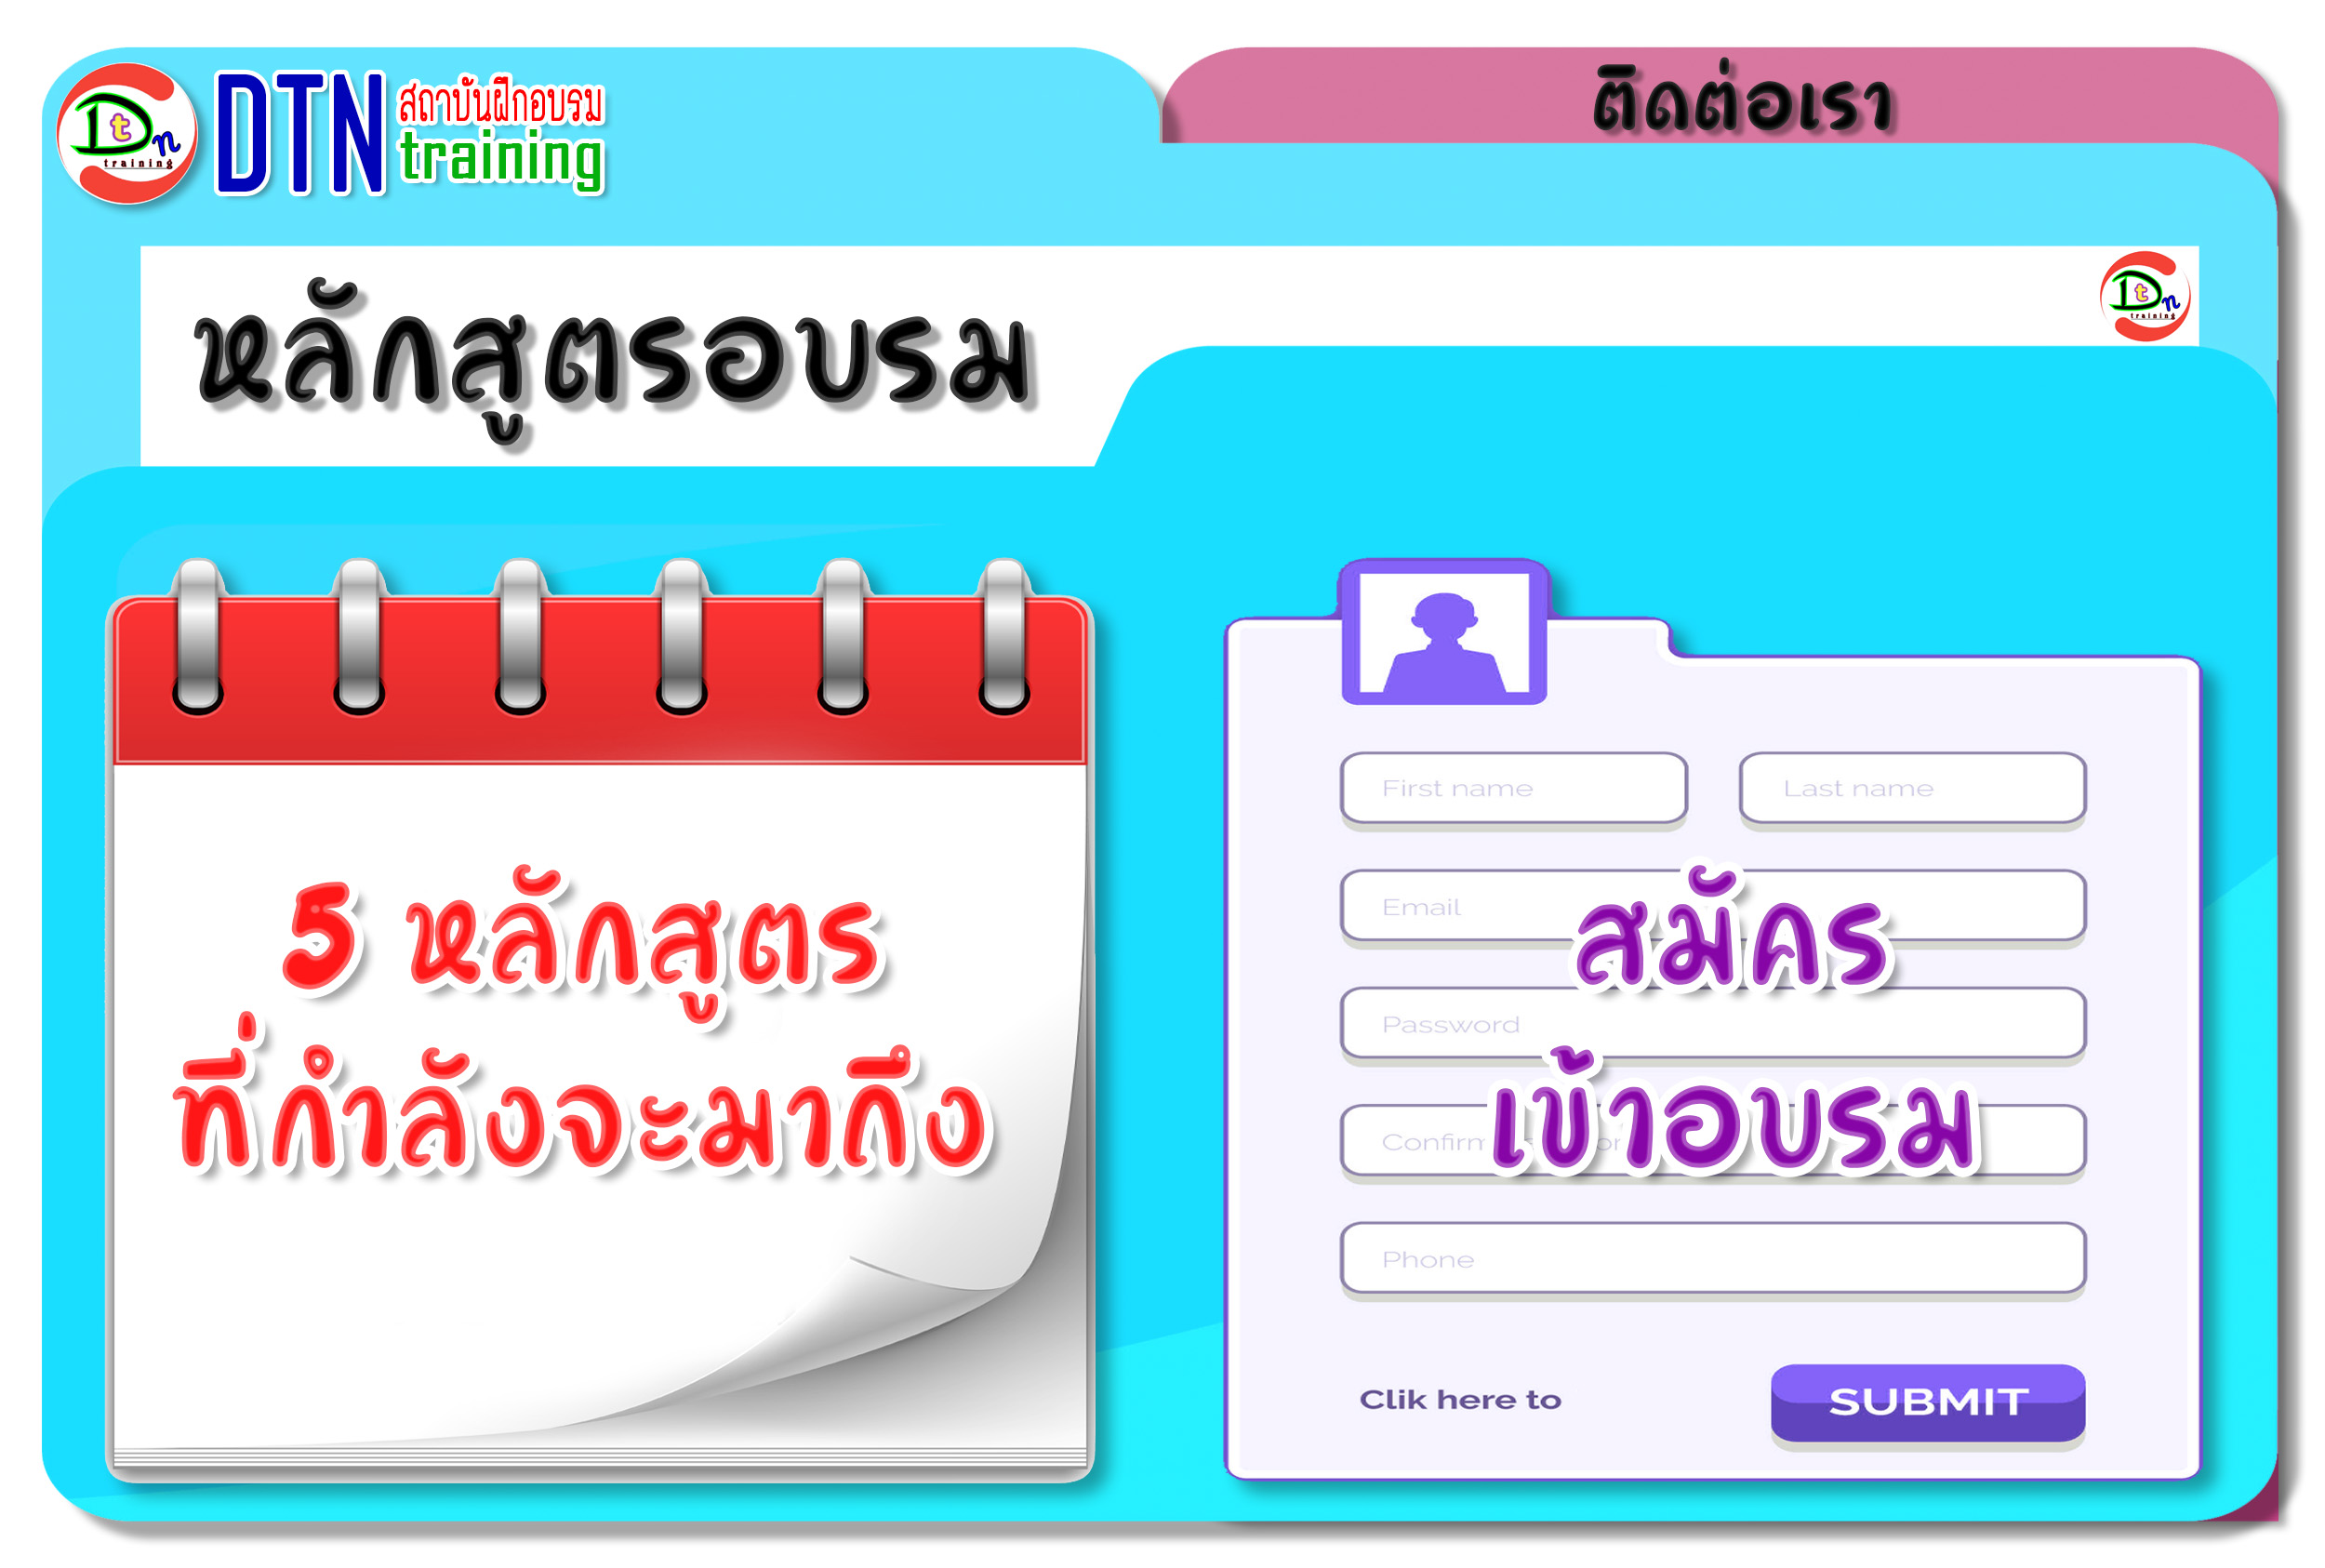 Dtn
training
DTN สถาบันฝึกอบรม
training
ติดต่อเรา
Dtn
training
หลักสูตรอบรม
5 หลักสูตร
ที่กำลังจะมาถึง
First name
Last name
Email
Password
Confirm
Phone
สมัคร
เข้าอบรม
Clik here to
SUBMIT